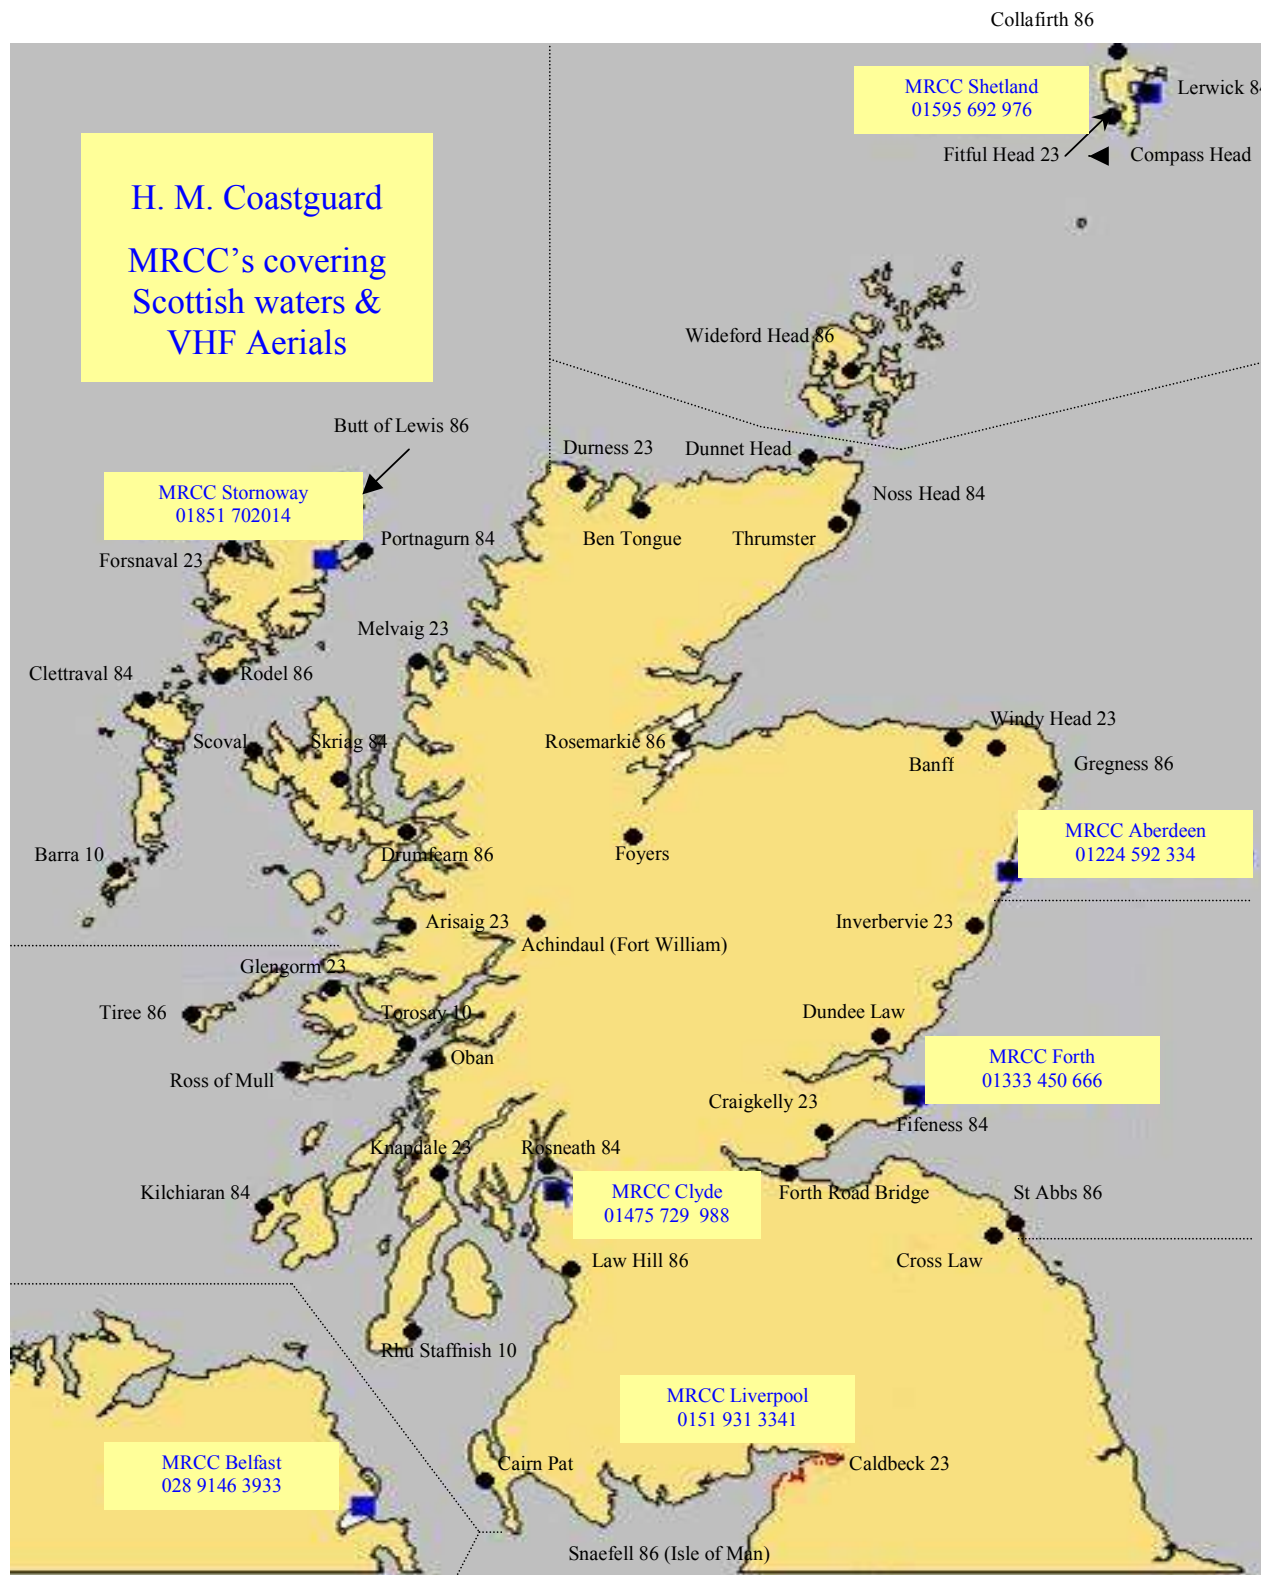 Collafirth 86
MRCC Shetland
01595 692 976
Lerwick 84
Fitful Head 23
Compass Head
H. M. Coastguard
MRCC’s covering
Scottish waters &
VHF Aerials
Wideford Head 86
Butt of Lewis 86
Durness 23
Dunnet Head
MRCC Stornoway
01851 702014
Noss Head 84
Portnagurn 84
Ben Tongue
Thrumster
Forsnaval 23
Melvaig 23
Clettraval 84
Rodel 86
Windy Head 23
Scoval
Skriag 84
Rosemarkie 86
Banff
Gregness 86
MRCC Aberdeen
01224 592 334
Barra 10
Drumfearn 86
Foyers
Arisaig 23
Inverbervie 23
Achindaul (Fort William)
Glengorm 23
Tiree 86
Torosay 10
Dundee Law
Oban
MRCC Forth
01333 450 666
Ross of Mull
Craigkelly 23
Fifeness 84
Knapdale 23
Rosneath 84
Kilchiaran 84
MRCC Clyde
01475 729 988
Forth Road Bridge
St Abbs 86
Law Hill 86
Cross Law
Rhu Staffnish 10
MRCC Liverpool
0151 931 3341
MRCC Belfast
028 9146 3933
Cairn Pat
Caldbeck 23
Snaefell 86 (Isle of Man)